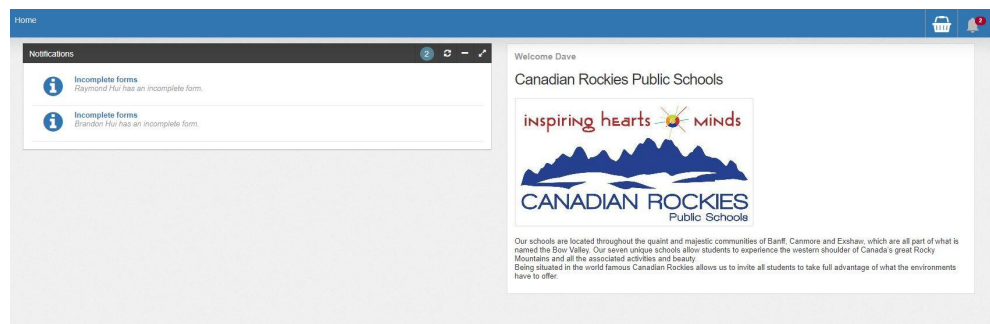 Home
2
Notifications
2
Incomplete forms
Raymond Hui has an incomplete form.
Incomplete forms
Brandon Hui has an incomplete form.
Welcome Dave
Canadian Rockies Public Schools
inspiring hearts minds
CANADIAN ROCKIES
Public Schools
Our schools are located throughout the quaint and majestic communities of Banff, Canmore and Exshaw, which are all part of what is
named the Bow Valley. Our seven unique schools allow students to experience the western shoulder of Canada's great Rocky
Mountains and all the associated activities and beauty.
Being situated in the world famous Canadian Rockies allows us to invite all students to take full advantage of what the environments
have to offer.